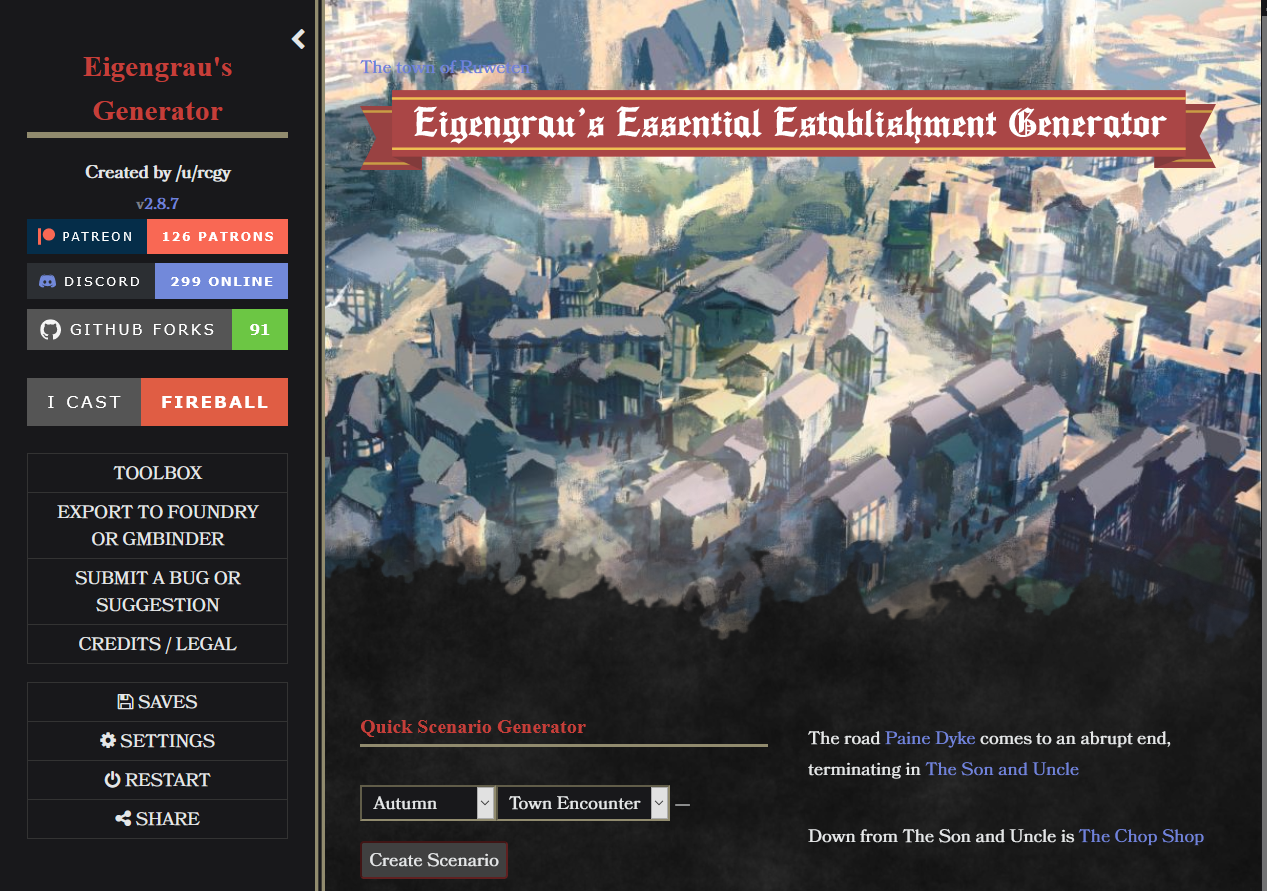 Eigengrau's
Generator
Created by /u/rcgy
v2.8.7
PATREON 126 PATRONS
DISCORD 299 ONLINE
GITHUB FORKS 91
I CAST FIREBALL
TOOLBOX
EXPORT TO FOUNDRY
OR GMBINDER
SUBMIT A BUG OR
SUGGESTION
CREDITS / LEGAL
SAVES
SETTINGS
RESTART
SHARE
The town of Ruweren
Eigengrau's Essential Establishment Generator
Quick Scenario Generator
Autumn Town Encounter —
Create Scenario
The road Paine Dyke comes to an abrupt end,
terminating in The Son and Uncle
Down from The Son and Uncle is The Chop Shop